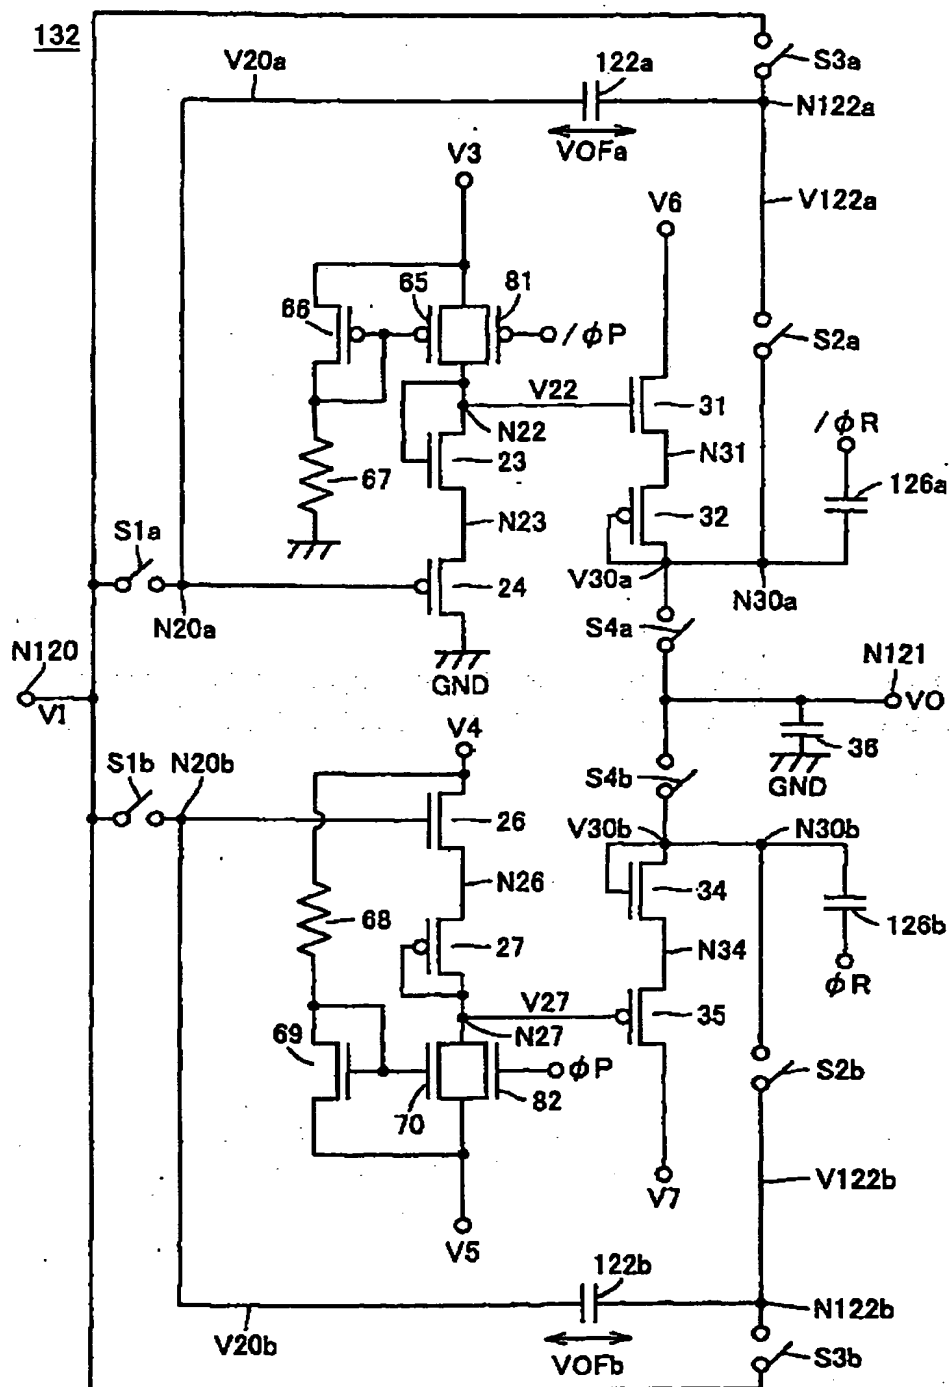 132
S3a
V20a
122a
N122a
VOFa
V3
V122a
V6
65
81
66
/φP
S2a
V22
31
/φR
N22
N31
23
67
126a
32
S1a
N23
V30a
24
N30a
N20a
S4a
N120
GND
N121
VI
VO
V4
36
S1b
N20b
S4b
GND
26
V30b
N30b
N26
34
68
126b
27
N34
V27
φR
35
N27
69
φP
S2b
70
82
V7
V122b
V5
122b
N122b
V20b
VOFb
S3b